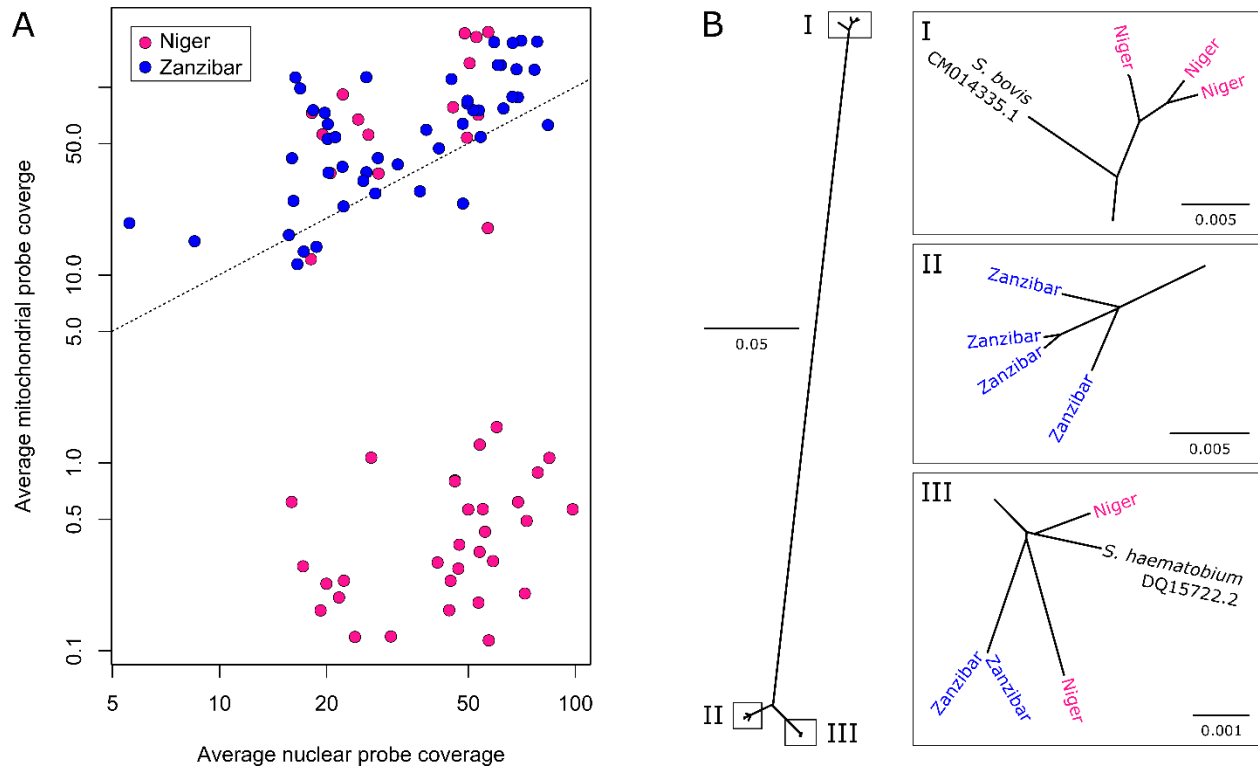 A
Niger
Zanzibar
Average mitochondrial probe coverge
50.0
10.0
5.0
1.0
0.5
0.1
5
10
20
50
100
Average nuclear probe coverage
B
I
0.05
II
III
I
S. bovis
CM014335.1
Niger
Niger
Niger
0.005
II
Zanzibar
Zanzibar
Zanzibar
Zanzibar
0.005
III
Niger
S. haematobium
DQ15722.2
Zanzibar
Zanzibar
Niger
0.001